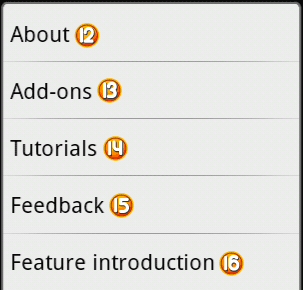 About 12
Add-ons 13
Tutorials 14
Feedback 15
Feature introduction 16